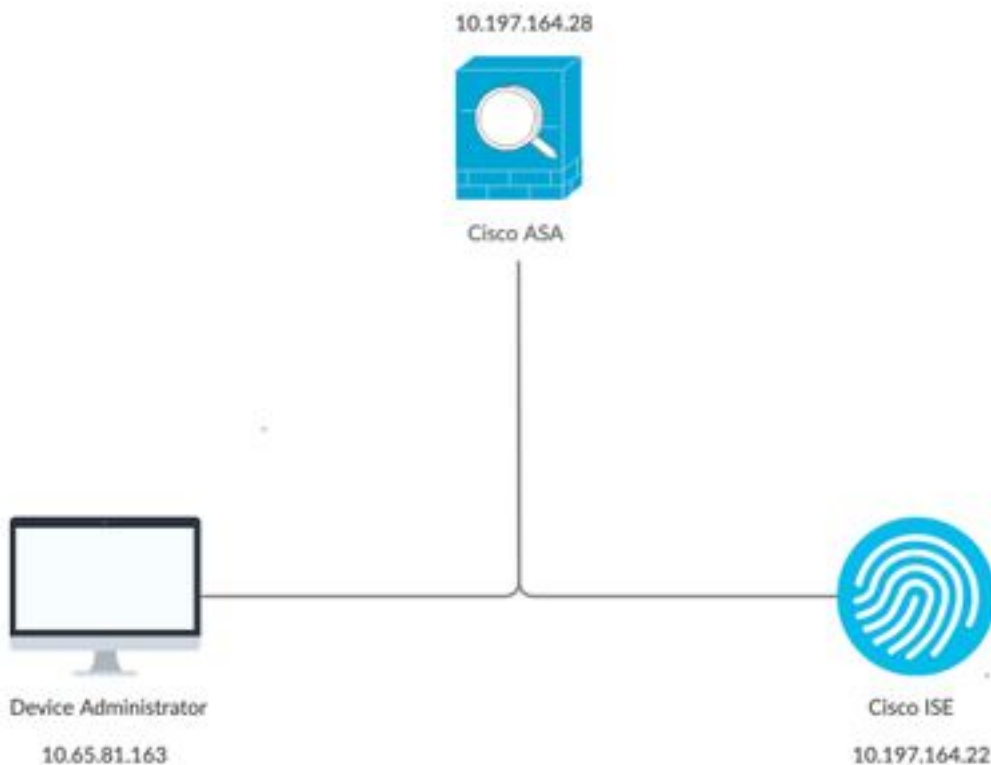 10.197.164.28
Cisco ASA
Device Administrator
10.65.81.163
Cisco ISE
10.197.164.22